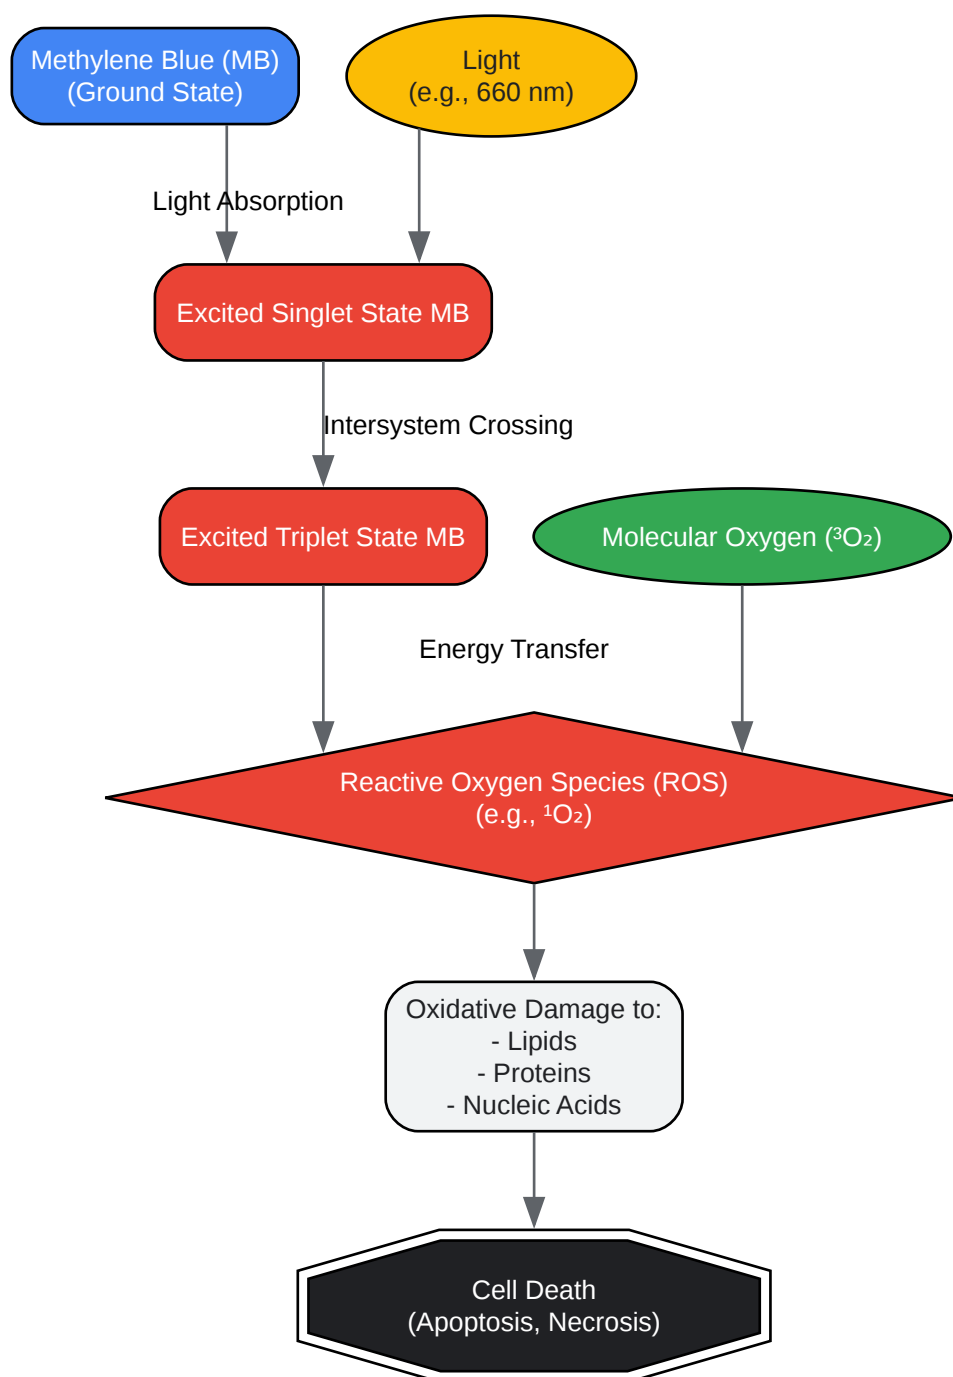 Methylene Blue (MB)
(Ground State)
Light
(e.g., 660 nm)
Light Absorption
Excited Singlet State MB
Intersystem Crossing
Excited Triplet State MB
Molecular Oxygen (³O₂)
Energy Transfer
Reactive Oxygen Species (ROS)
(e.g., ¹O₂)
Oxidative Damage to:
- Lipids
- Proteins
- Nucleic Acids
Cell Death
(Apoptosis, Necrosis)